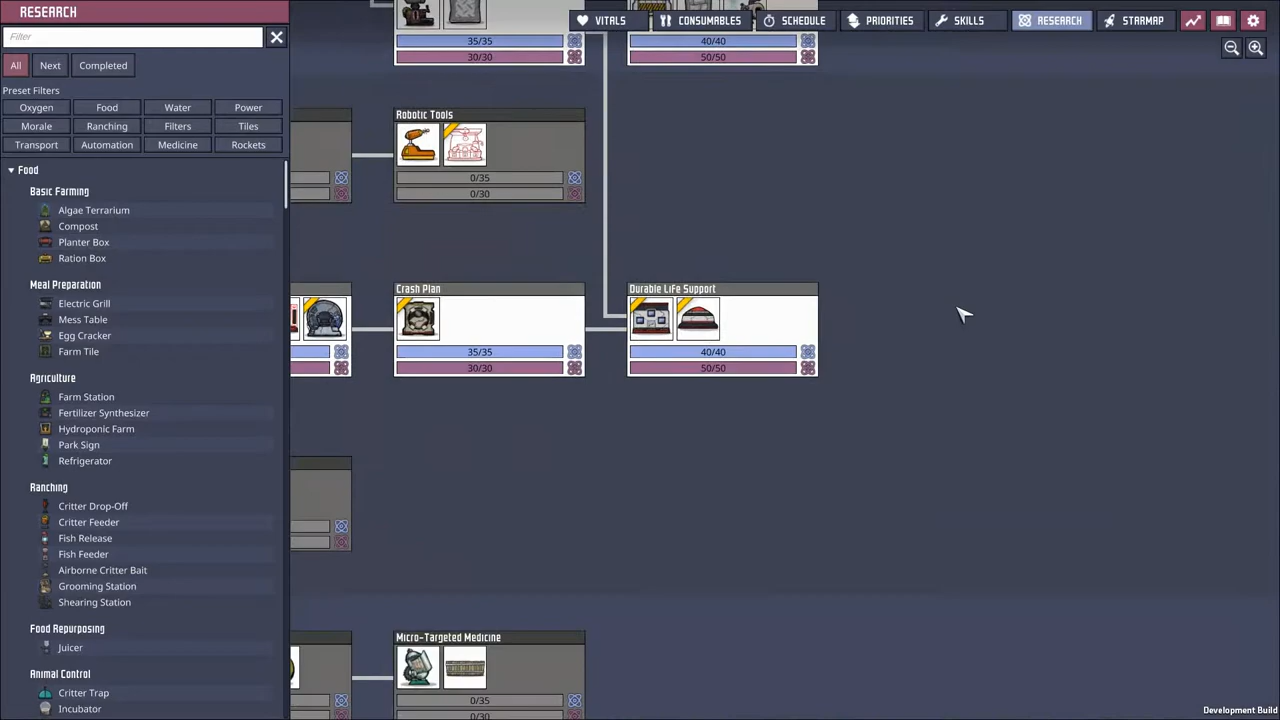 RESEARCH
VITALS
CONSUMABLES
SCHEDULE
PRIORITIES
SKILLS
RESEARCH
STARMAP
Filter
All
Next
Completed
Preset Filters
Oxygen
Food
Water
Power
Morale
Ranching
Filters
Tiles
Transport
Automation
Medicine
Rockets
Food
Basic Farming
Algae Terrarium
Compost
Planter Box
Ration Box
Meal Preparation
Electric Grill
Mess Table
Egg Cracker
Farm Tile
Agriculture
Farm Station
Fertilizer Synthesizer
Hydroponic Farm
Park Sign
Refrigerator
Ranching
Critter Drop-Off
Critter Feeder
Fish Release
Fish Feeder
Airborne Critter Bait
Grooming Station
Shearing Station
Food Repurposing
Juicer
Animal Control
Critter Trap
Incubator
35/35
30/30
40/40
50/50
Robotic Tools
0/35
0/30
Crash Plan
35/35
30/30
Durable Life Support
40/40
50/50
Micro-Targeted Medicine
0/35
0/30
Development Build